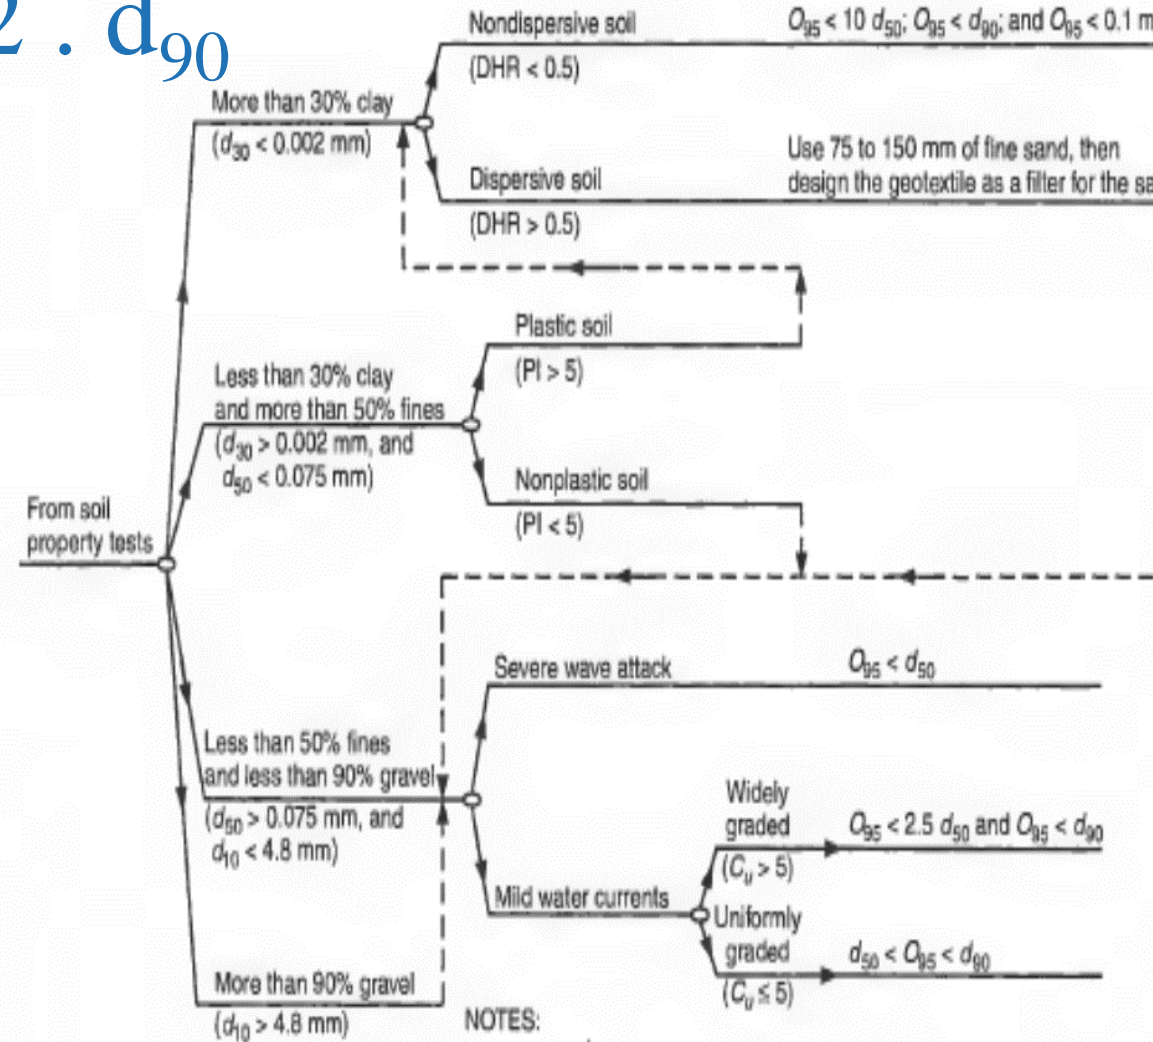 2 . d90
Nondispersive soil
O95 < 10 d50; O95 < d90; and O95 < 0.1 m
(DHR < 0.5)
More than 30% clay
(d30 < 0.002 mm)
Use 75 to 150 mm of fine sand, then
design the geotextile as a filter for the sa
Dispersive soil
(DHR > 0.5)
Plastic soil
(PI > 5)
Less than 30% clay
and more than 50% fines
(d30 > 0.002 mm, and
d50 < 0.075 mm)
Nonplastic soil
(PI < 5)
From soil
property tests
Severe wave attack
O95 < d50
Less than 50% fines
and less than 90% gravel
(d50 > 0.075 mm, and
d10 < 4.8 mm)
Widely
graded
O95 < 2.5 d50 and O95 < d90
(Cu > 5)
Mild water currents
Uniformly
graded
d50 < O95 < d90
(Cu ≤ 5)
More than 90% gravel
(d10 > 4.8 mm)
NOTES: